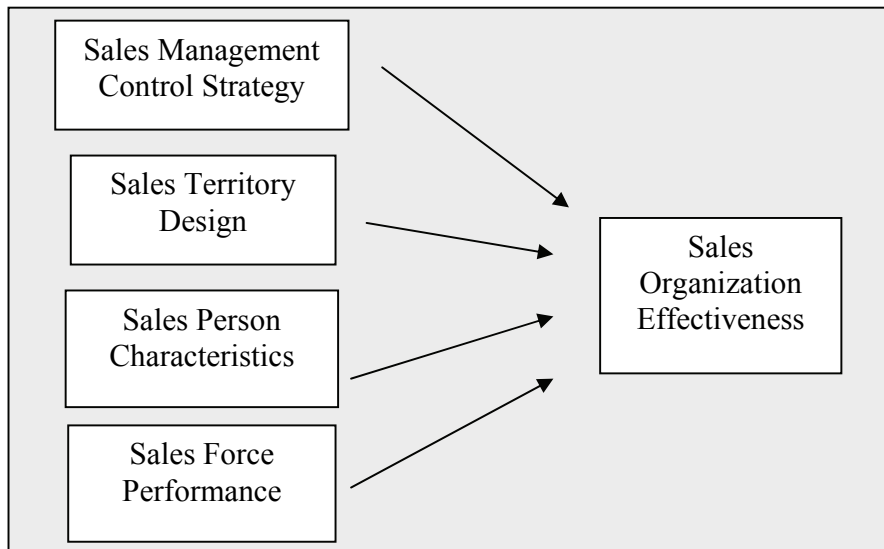 Sales Management
Control Strategy
Sales Territory
Design
Sales Person
Characteristics
Sales Force
Performance
Sales
Organization
Effectiveness